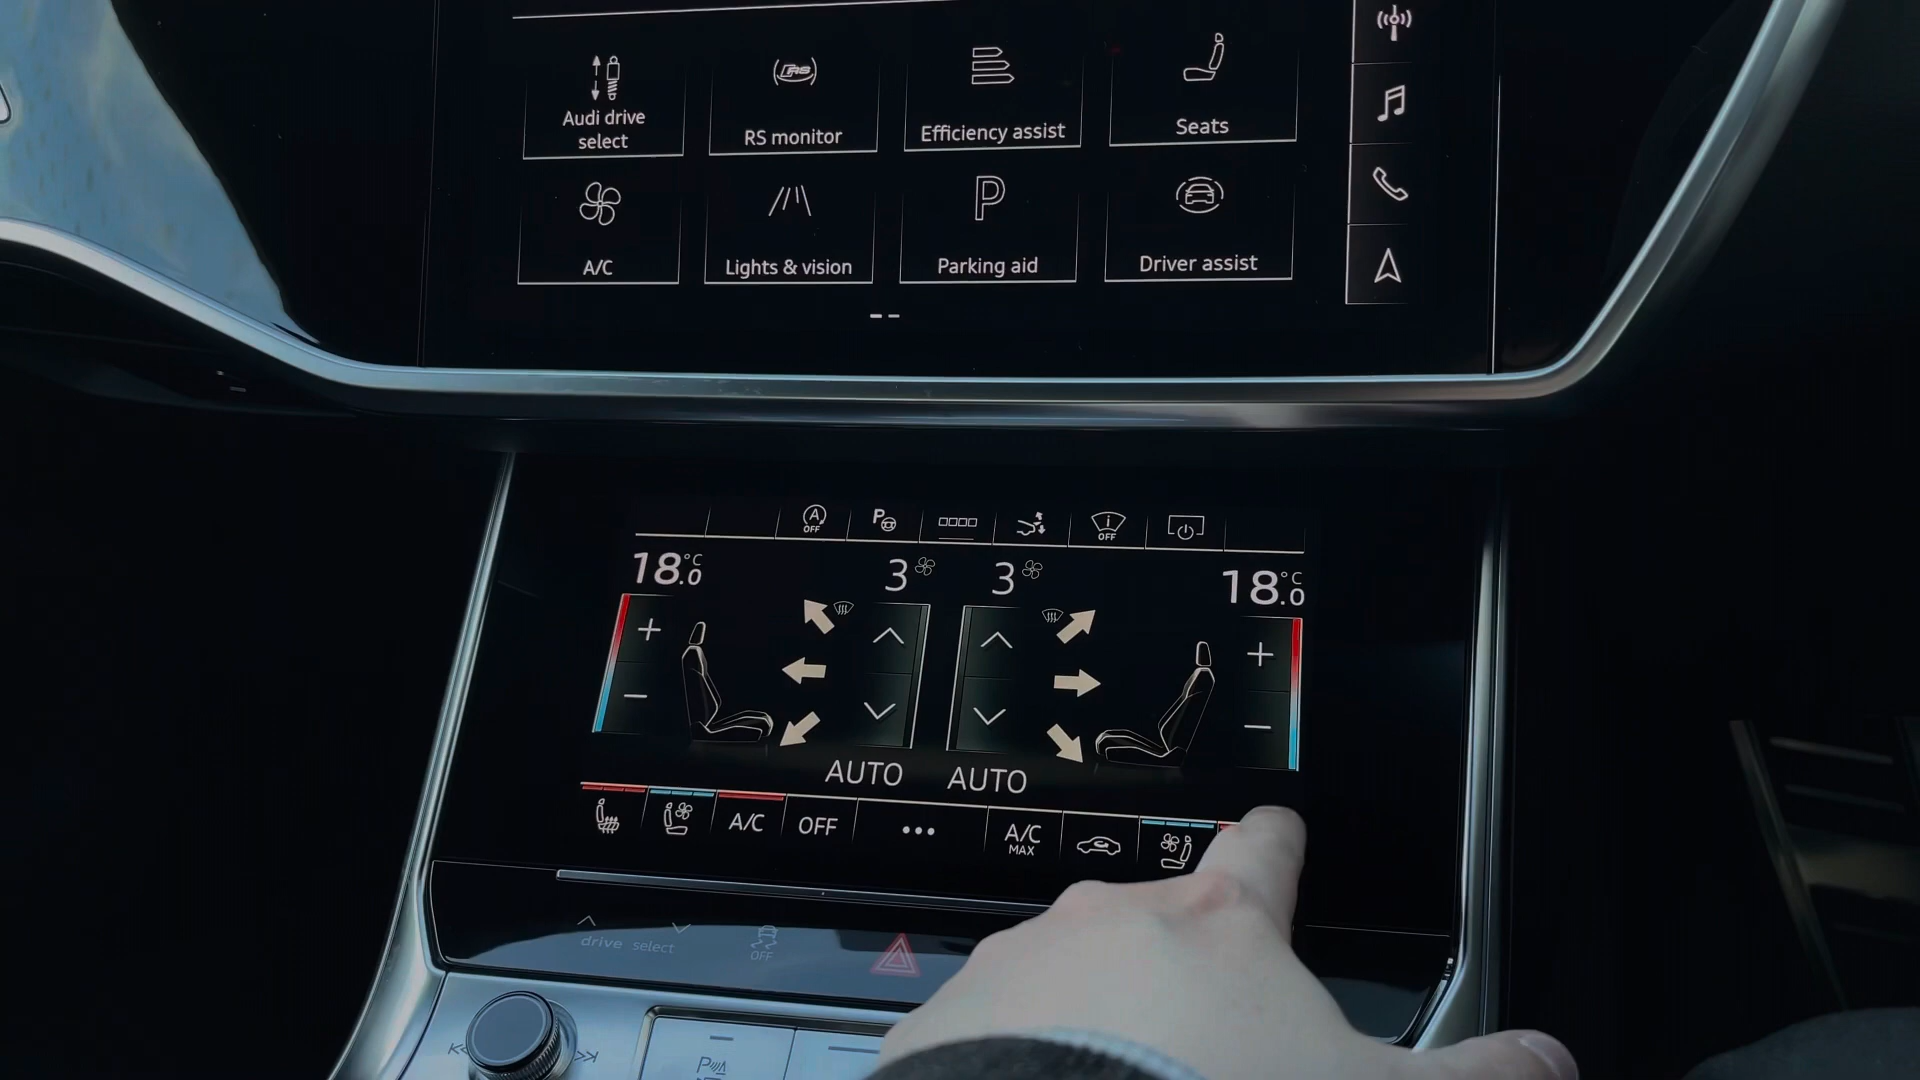 Audi drive
select
RS monitor
Efficiency assist
Seats
A/C
Lights & vision
Parking aid
Driver assist
A
OFF
P
OFF
18.0 °C
3
3
18.0 °C
AUTO
AUTO
A/C
OFF
A/C
MAX
drive select
OFF
P